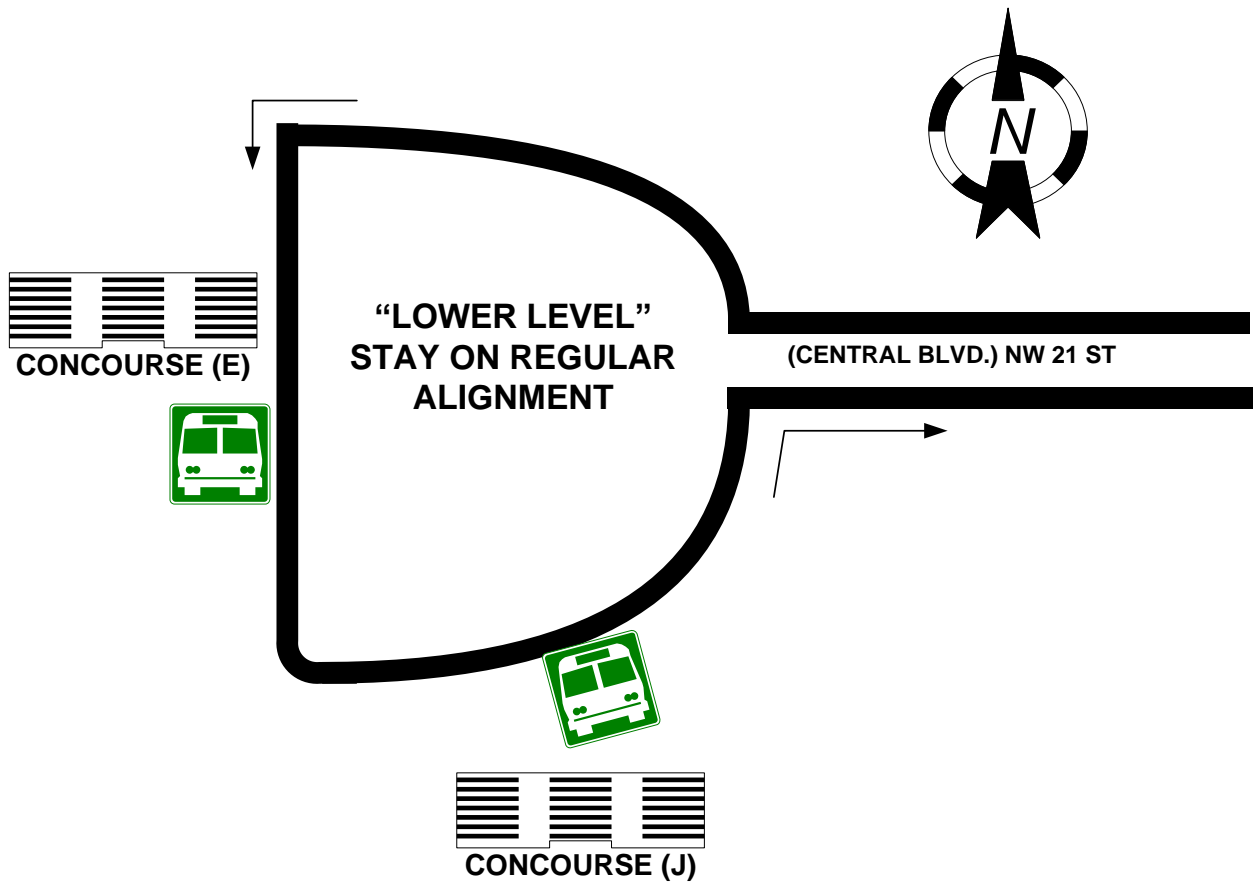 N
“LOWER LEVEL”
STAY ON REGULAR
ALIGNMENT
(CENTRAL BLVD.) NW 21 ST
CONCOURSE (E)
CONCOURSE (J)